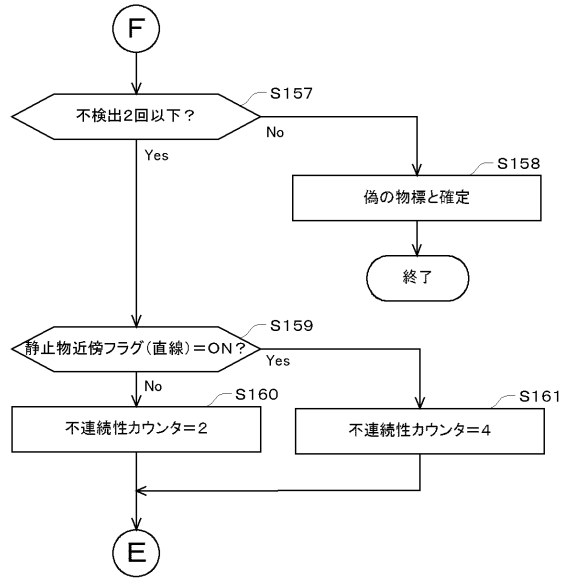 F
S157
不検出2回以下？
No
Yes
S158
偽の物標と確定
終了
S159
静止物近傍フラグ(直線)＝ON？
Yes
No
S160
不連続性カウンタ＝2
S161
不連続性カウンタ＝4
E